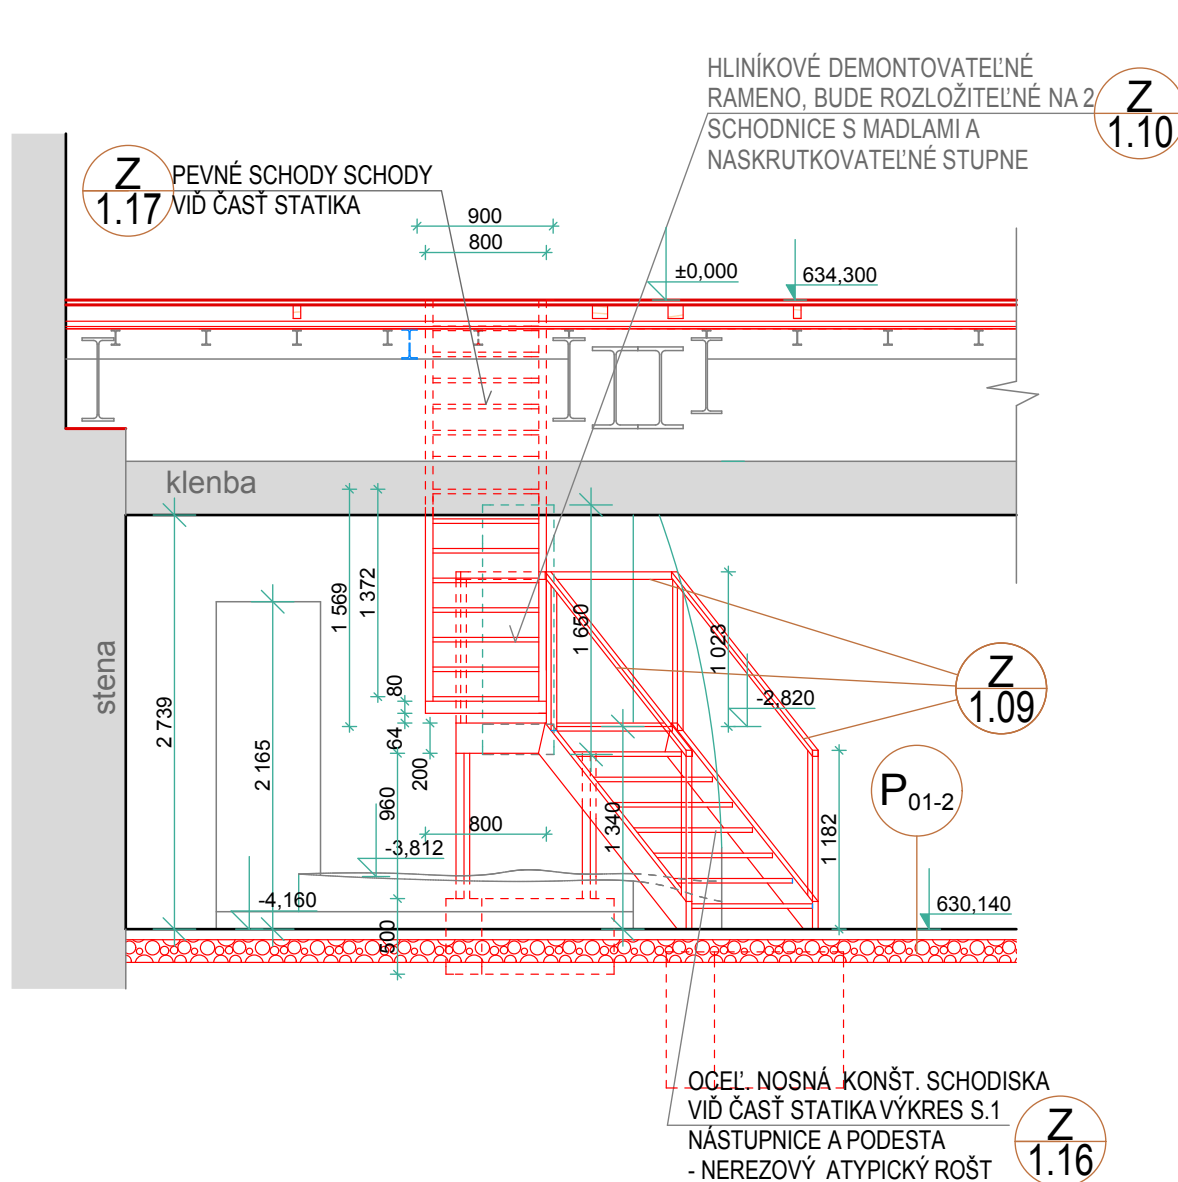 HLINÍKOVÉ DEMONTOVATEĽNÉ
RAMENO, BUDE ROZLOŽITEĽNÉ NA 2
SCHODNICE S MADLAMI A
NASKRUTKOVATEĽNÉ STUPNE
Z
1.10
Z
1.17
PEVNÉ SCHODY SCHODY
VIĎ ČASŤ STATIKA
900
800
±0,000
634,300
klenba
stena
2 739
2 165
1 569
1 372
80
64
200
960
500
800
1 650
1 340
1 023
1 182
-2,820
-3,812
-4,160
Z
1.09
P01-2
630,140
OCEĽ. NOSNÁ KONŠT. SCHODISKA
VIĎ ČASŤ STATIKA VÝKRES S.1
NÁSTUPNICE A PODESTA
- NEREZOVÝ ATYPICKÝ ROŠT
Z
1.16